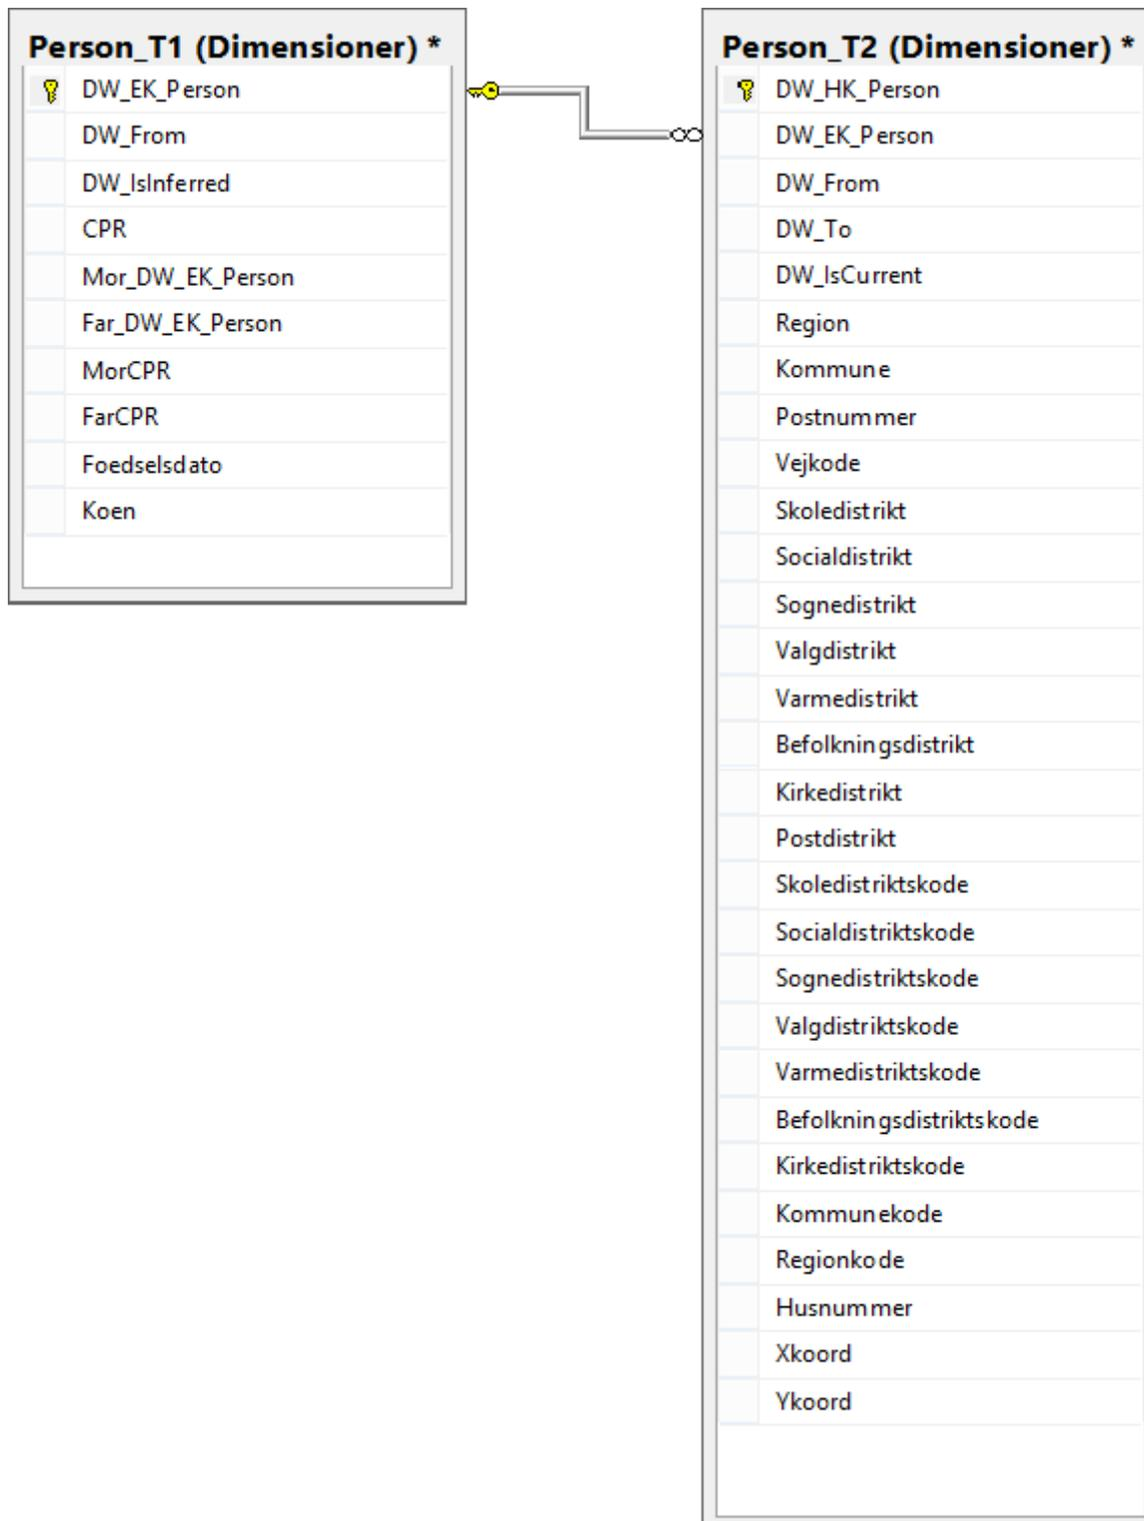 Person_T1 (Dimensioner) *
DW_EK_Person
DW_From
DW_IsInferred
CPR
Mor_DW_EK_Person
Far_DW_EK_Person
MorCPR
FarCPR
Foedselsdato
Koen
Person_T2 (Dimensioner) *
DW_HK_Person
DW_EK_Person
DW_From
DW_To
DW_IsCurrent
Region
Kommune
Postnummer
Vejkode
Skoledistrikt
Socialdistrikt
Sognedistrikt
Valgdistrikt
Varmedistrikt
Befolkningsdistrikt
Kirkedistrikt
Postdistrikt
Skoledistriktskode
Socialdistriktskode
Sognedistriktskode
Valgdistriktskode
Varmedistriktskode
Befolkningsdistriktskode
Kirkedistriktskode
Kommunekode
Regionkode
Husnummer
Xkoord
Ykoord